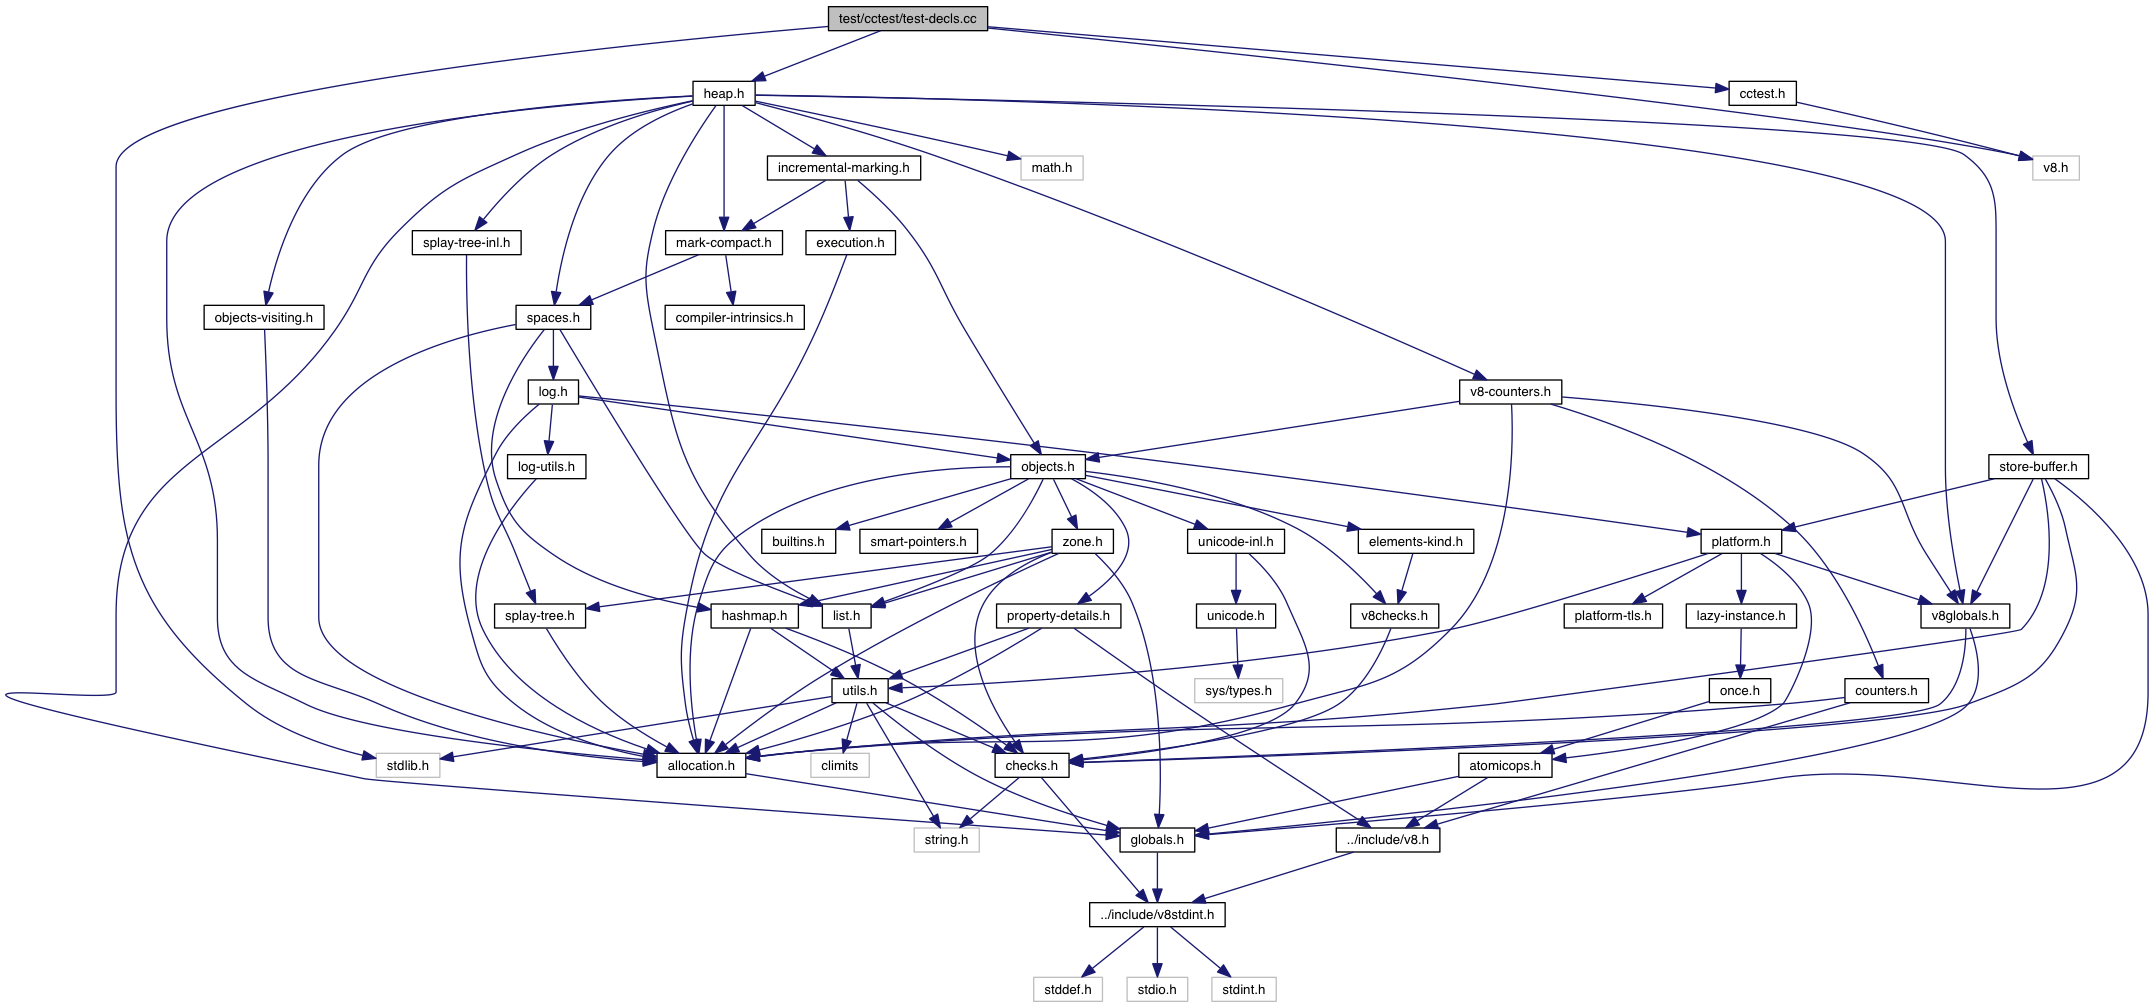 test/cctest/test-decls.cc
heap.h
cctest.h
incremental-marking.h
math.h
v8.h
splay-tree-inl.h
mark-compact.h
execution.h
objects-visiting.h
spaces.h
compiler-intrinsics.h
log.h
v8-counters.h
log-utils.h
objects.h
store-buffer.h
builtins.h
smart-pointers.h
zone.h
unicode-inl.h
elements-kind.h
platform.h
splay-tree.h
hashmap.h
list.h
property-details.h
unicode.h
v8checks.h
platform-tls.h
lazy-instance.h
v8globals.h
utils.h
sys/types.h
once.h
counters.h
stdlib.h
allocation.h
climits
checks.h
atomicops.h
string.h
globals.h
../include/v8.h
../include/v8stdint.h
stddef.h
stdio.h
stdint.h